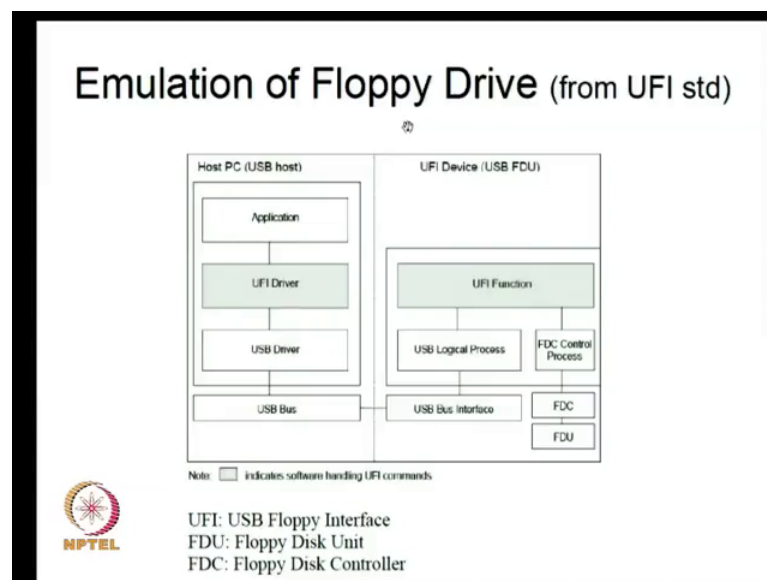 Emulation of Floppy Drive (from UFI std)
Host PC (USB host)
UFI Device (USB FDU)
Application
UFI Driver
UFI Function
USB Driver
USB Logical Process
FDC Control
Process
USB Bus
USB Bus Interface
FDC
FDU
Note: indicates software handling UFI commands
UFI: USB Floppy Interface
FDU: Floppy Disk Unit
FDC: Floppy Disk Controller
NPTEL